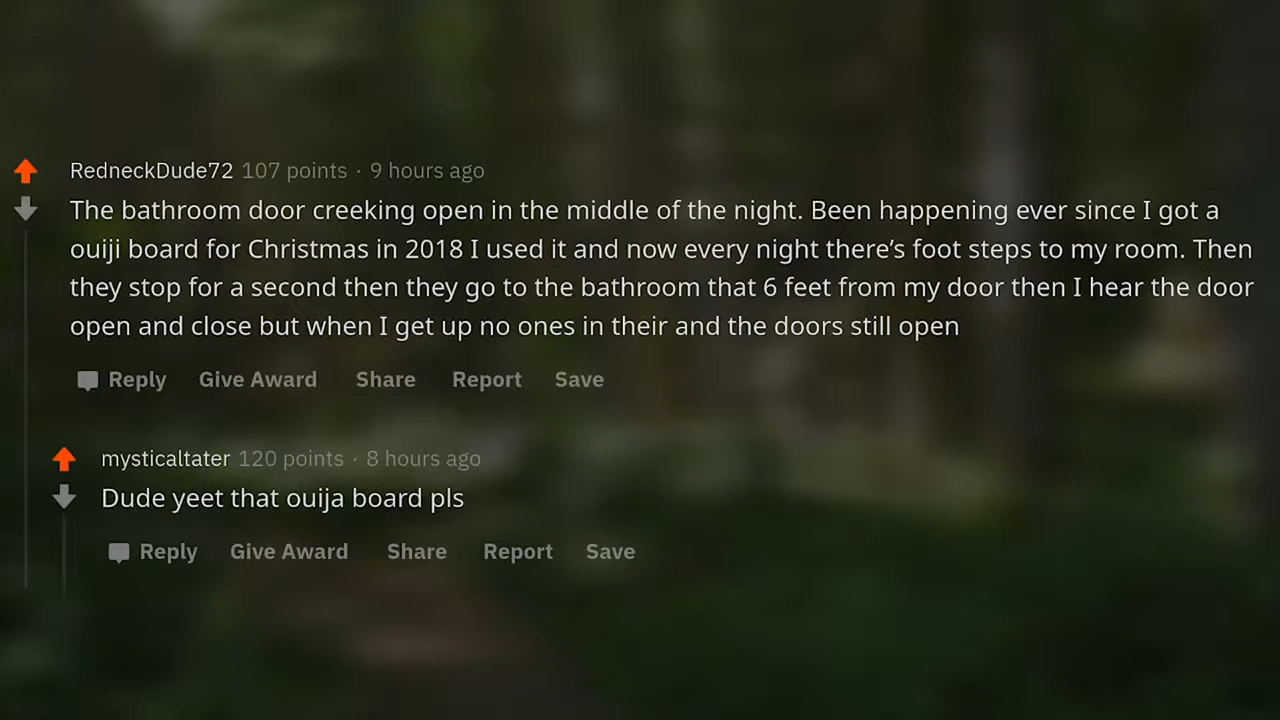 RedneckDude72 107 points · 9 hours ago
The bathroom door creeking open in the middle of the night. Been happening ever since I got a
ouiji board for Christmas in 2018 I used it and now every night there’s foot steps to my room. Then
they stop for a second then they go to the bathroom that 6 feet from my door then I hear the door
open and close but when I get up no ones in their and the doors still open
Reply Give Award Share Report Save
mysticaltater 120 points · 8 hours ago
Dude yeet that ouija board pls
Reply Give Award Share Report Save